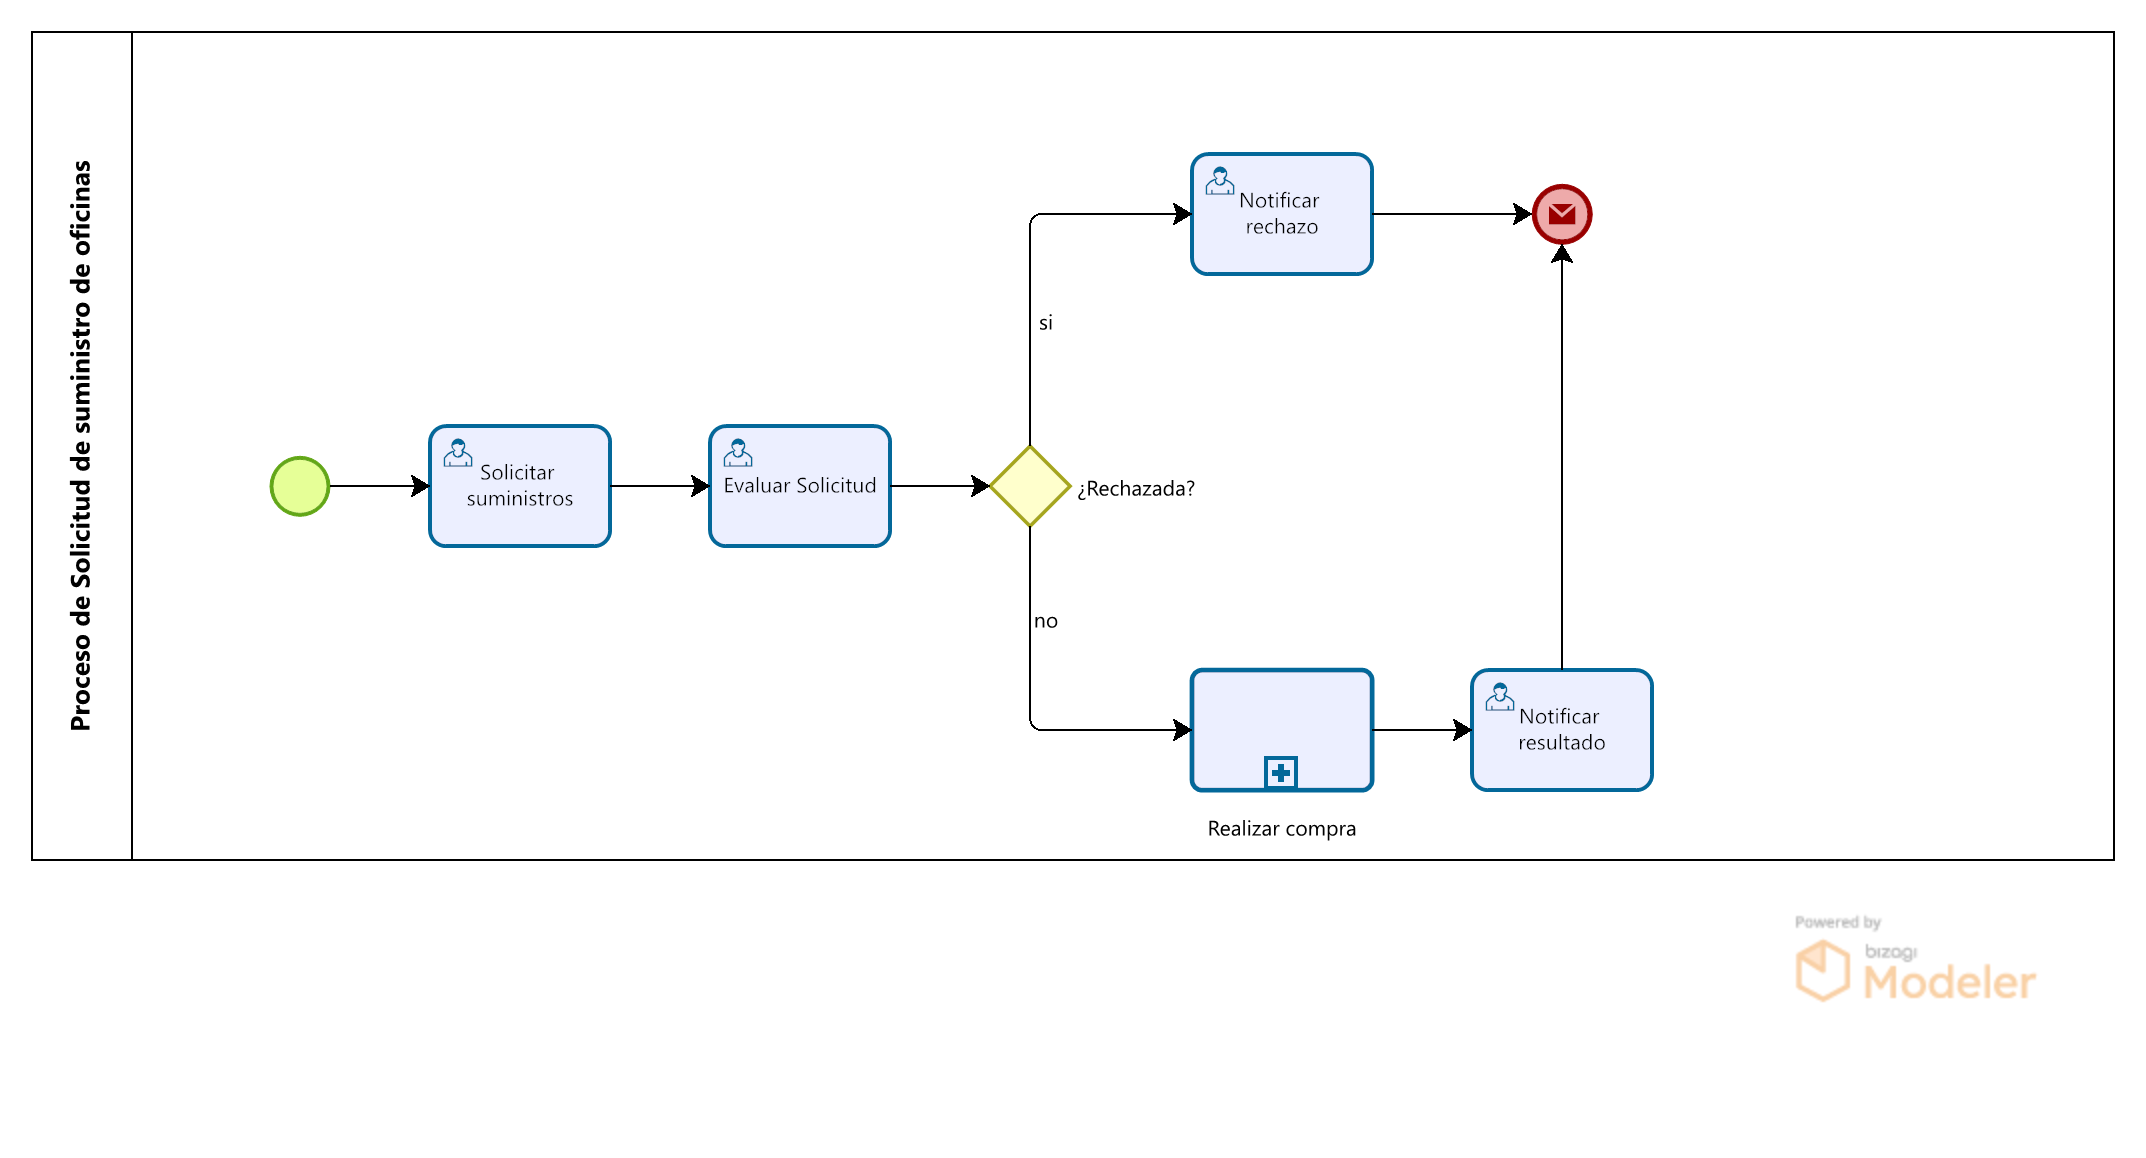 Proceso de Solicitud de suministro de oficinas
Solicitar
suministros
Evaluar Solicitud
¿Rechazada?
si
Notificar
rechazo
no
Realizar compra
Notificar
resultado
Powered by
bizagi
Modeler